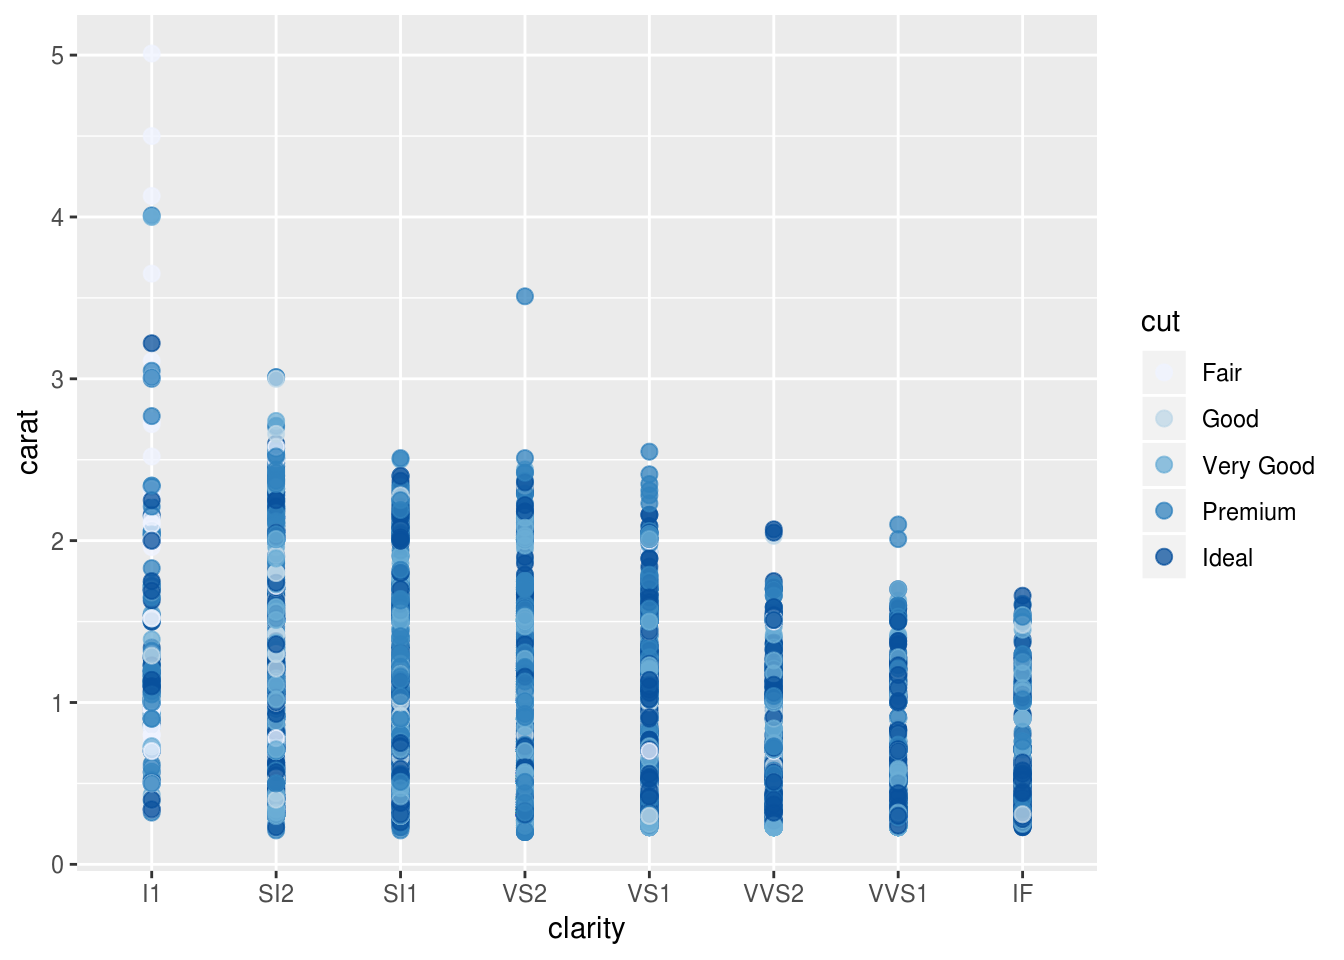 5
4
3
2
1
0
carat
I1 SI2 SI1 VS2 VS1 VVS2 VVS1 IF
clarity
cut
Fair
Good
Very Good
Premium
Ideal